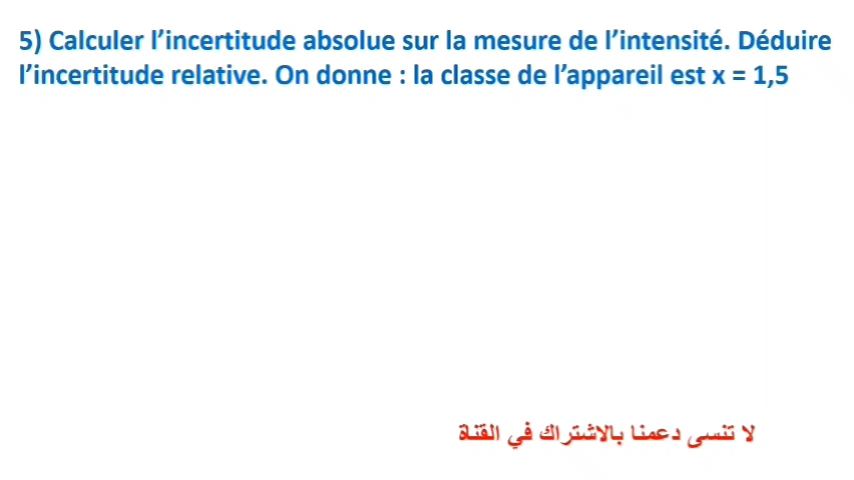 5) Calculer l’incertitude absolue sur la mesure de l’intensité. Déduire
l’incertitude relative. On donne : la classe de l’appareil est x = 1,5
لا تنسى دعمنا بالاشتراك في القناة